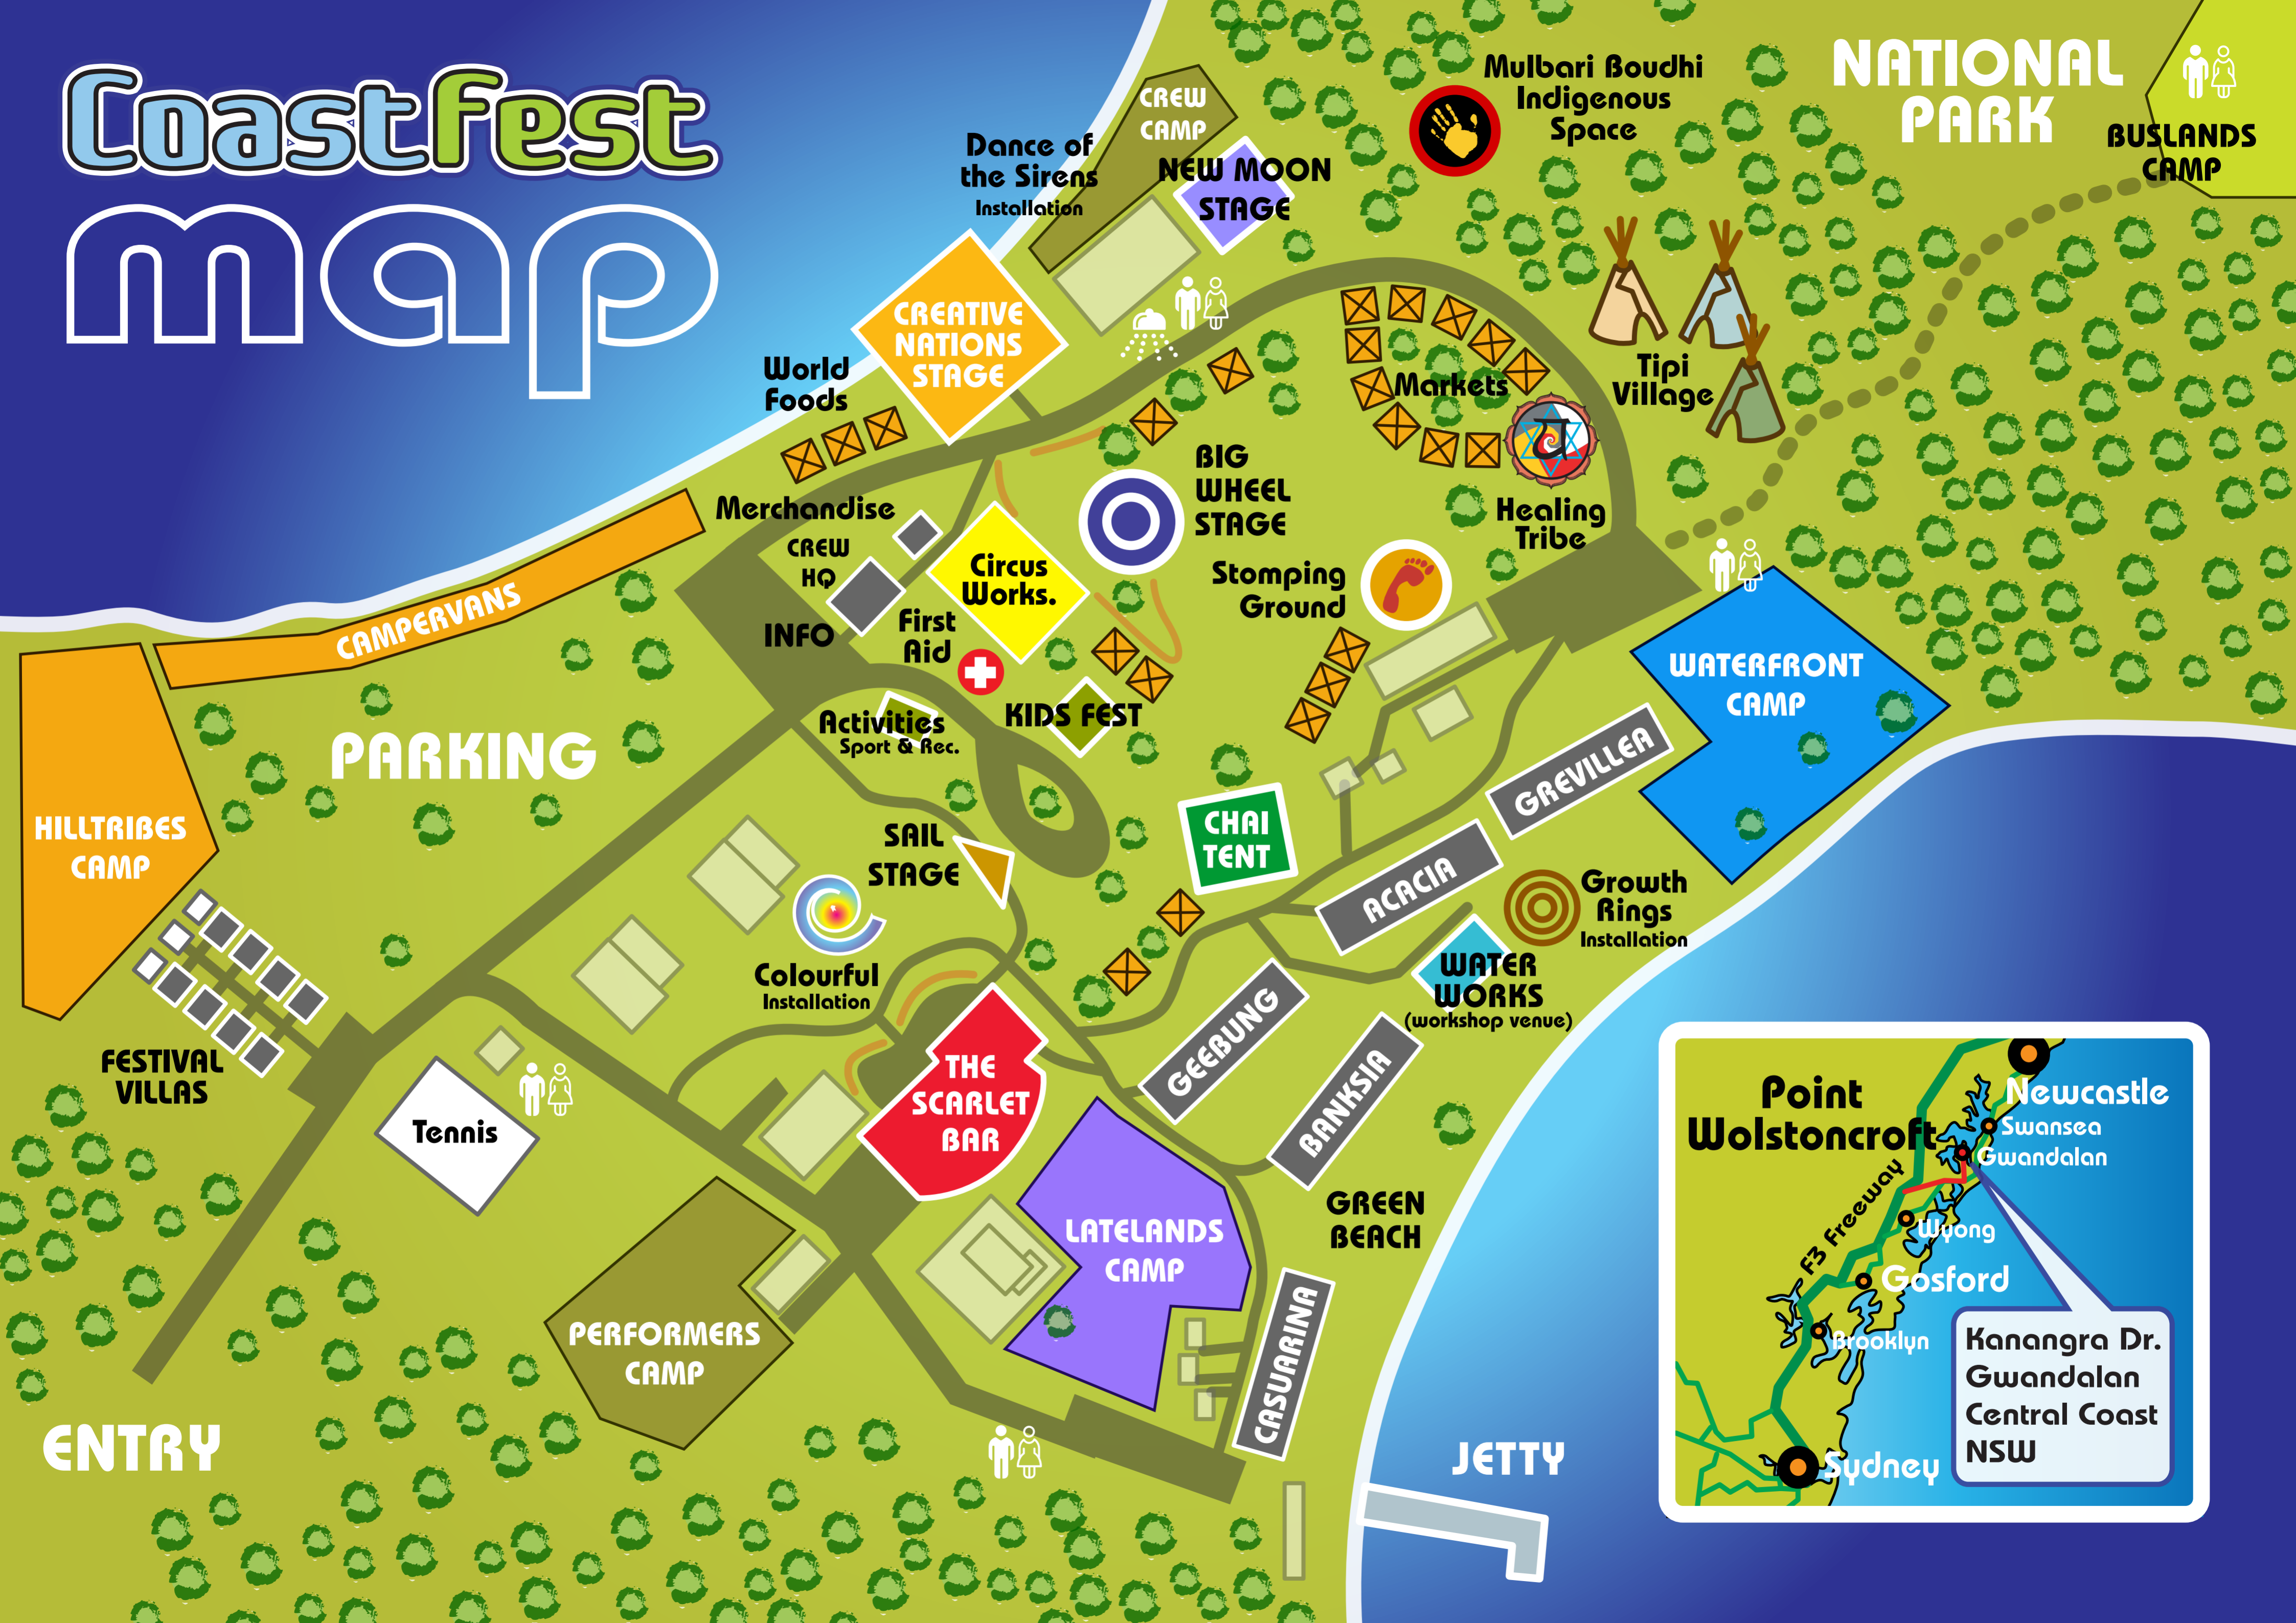 Coastfest
map
NATIONAL
PARK
BUSLANDS
CAMP
Mulbari Boudhi
Indigenous
Space
CREW
CAMP
Dance of
the Sirens
Installation
NEW MOON
STAGE
CREATIVE
NATIONS
STAGE
World
Foods
Markets
Tipi
Village
Healing
Tribe
BIG
WHEEL
STAGE
Merchandise
CREW
HQ
INFO
Circus
Works.
First
Aid
Stomping
Ground
CAMPERVANS
Activities
Sport & Rec.
KIDS FEST
WATERFRONT
CAMP
PARKING
HILLTRIBES
CAMP
SAIL
STAGE
CHAI
TENT
GREVILLEA
ACACIA
Growth
Rings
Installation
Colourful
Installation
WATER
WORKS
(workshop venue)
GEEBUNG
BANKSIA
FESTIVAL
VILLAS
Tennis
THE
SCARLET
BAR
LATELANDS
CAMP
GREEN
BEACH
CASUARINA
PERFORMERS
CAMP
ENTRY
JETTY
Point
Wolstoncroft
Newcastle
Swansea
Gwandalan
F3 Freeway
Wyong
Gosford
Brooklyn
Sydney
Kanangra Dr.
Gwandalan
Central Coast
NSW